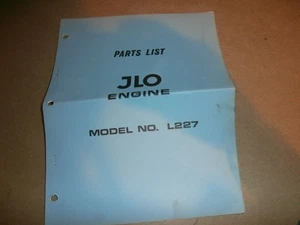 PARTS LIST
JLO
ENGINE
MODEL NO. L227